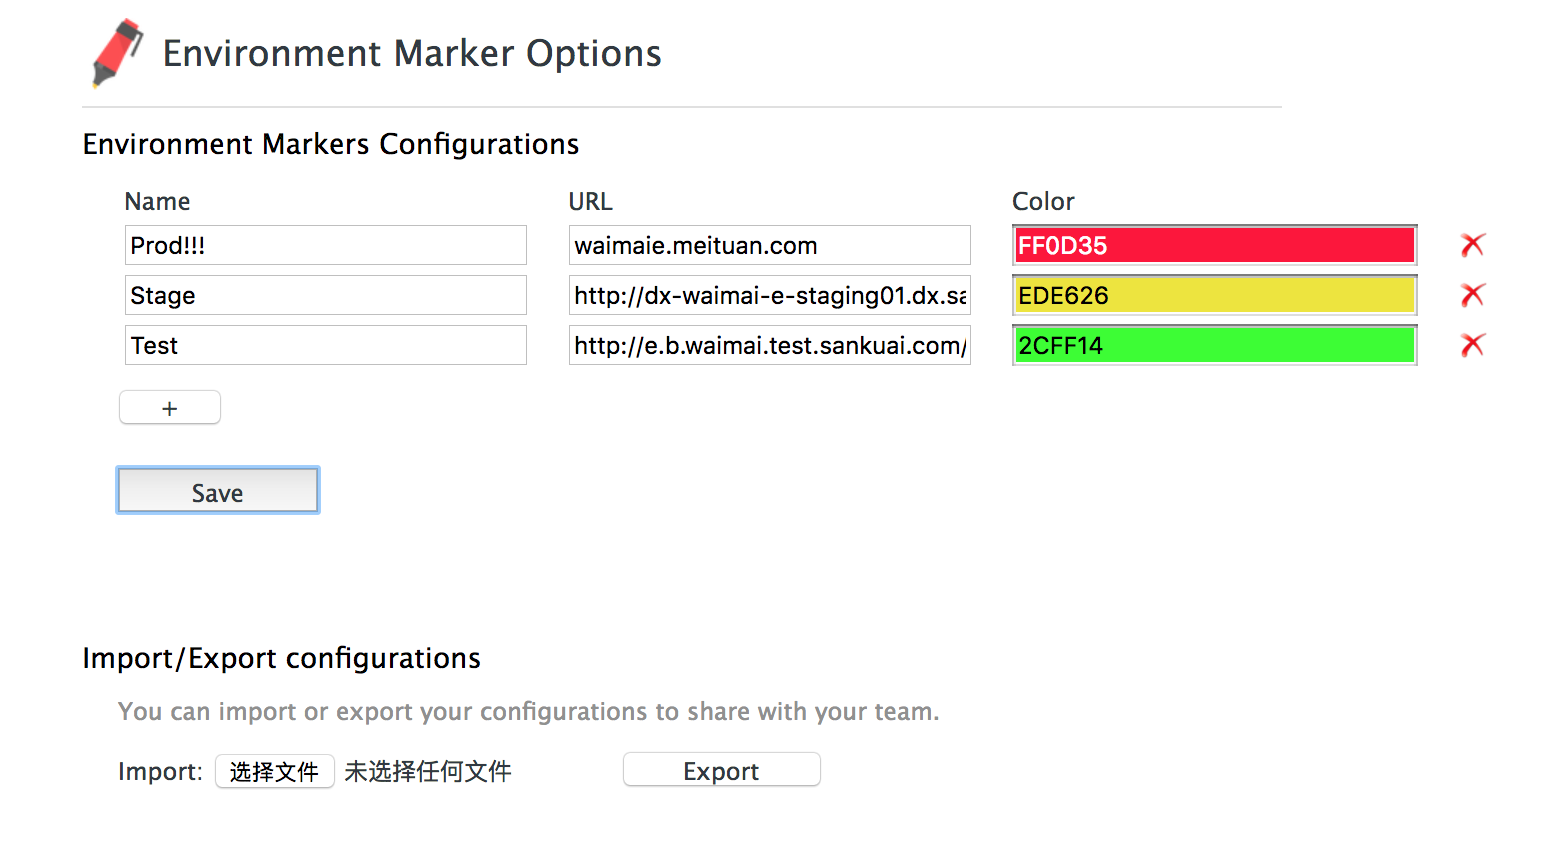 Environment Marker Options
Environment Markers Configurations
Name URL Color
Prod!!! waimaie.meituan.com FF0D35
Stage http://dx-waimai-e-staging01.dx.sa EDE626
Test http://e.b.waimai.test.sankuai.com/ 2CFF14
+
Save
Import/Export configurations
You can import or export your configurations to share with your team.
Import: 选择文件 未选择任何文件 Export